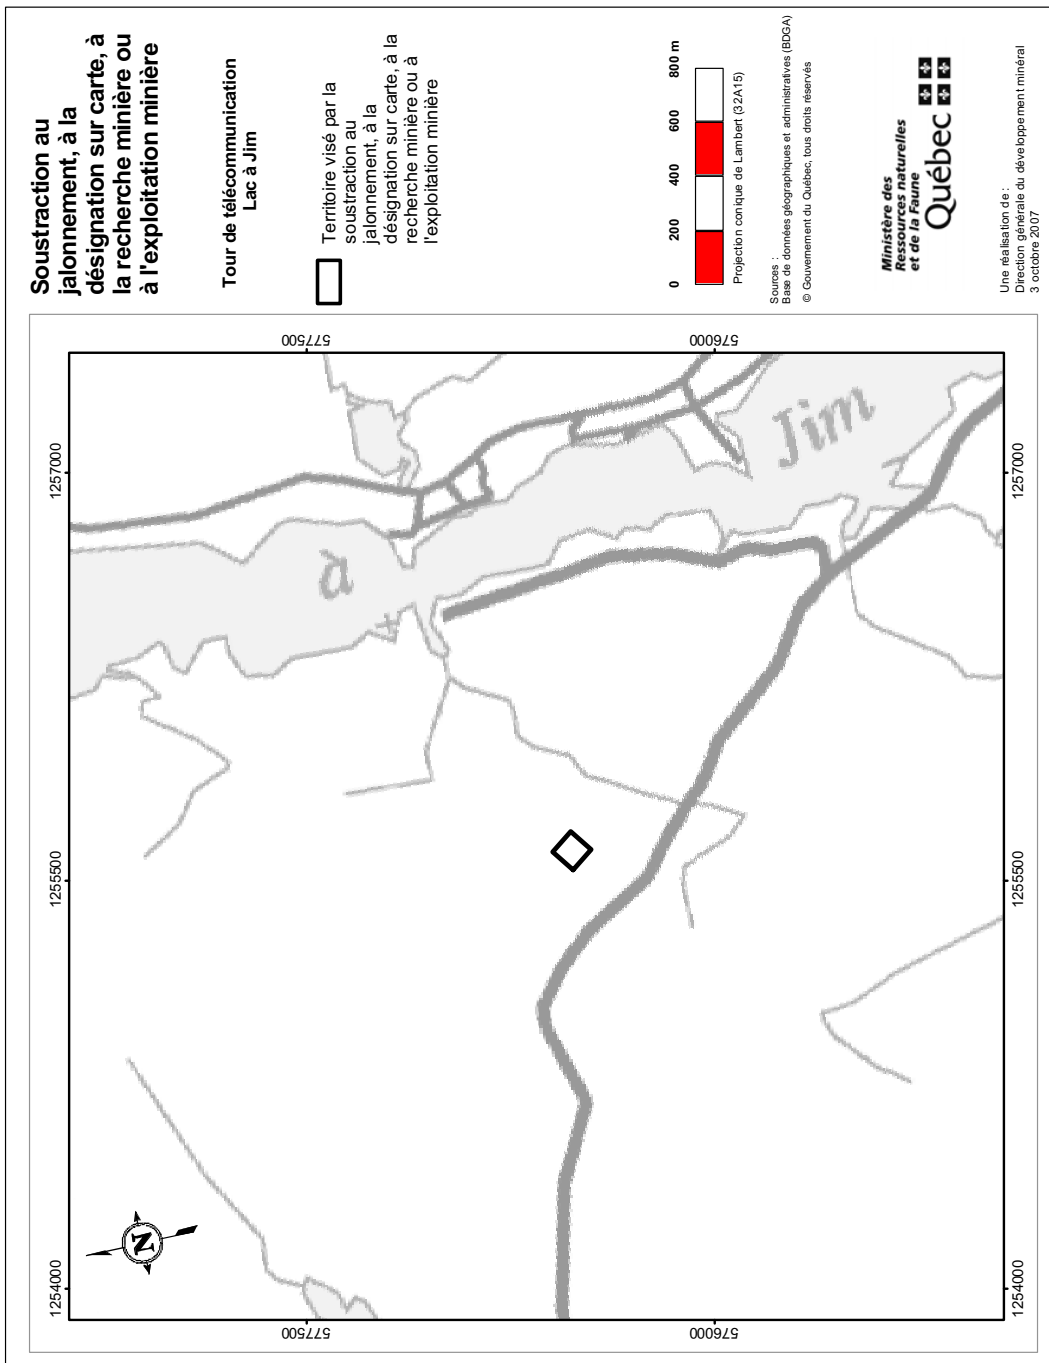 Soustraction au
jalonnement, à la
désignation sur carte, à
la recherche minière ou
à l'exploitation minière
Tour de télécommunication
Lac à Jim
Territoire visé par la
soustraction au
jalonnement, à la
désignation sur carte, à la
recherche minière ou à
l'exploitation minière
0 200 400 600 800 m
Projection conique de Lambert (32A15)
Sources :
Base de données géographiques et administratives (BDGA)
© Gouvernement du Québec, tous droits réservés
Ministère des
Ressources naturelles
et de la Faune
Québec
Une réalisation de :
Direction générale du développement minéral
3 octobre 2007
1254000 1255500 1257000
577500
577500
à
Jim
N
576000
576000
1254000 1255500 1257000